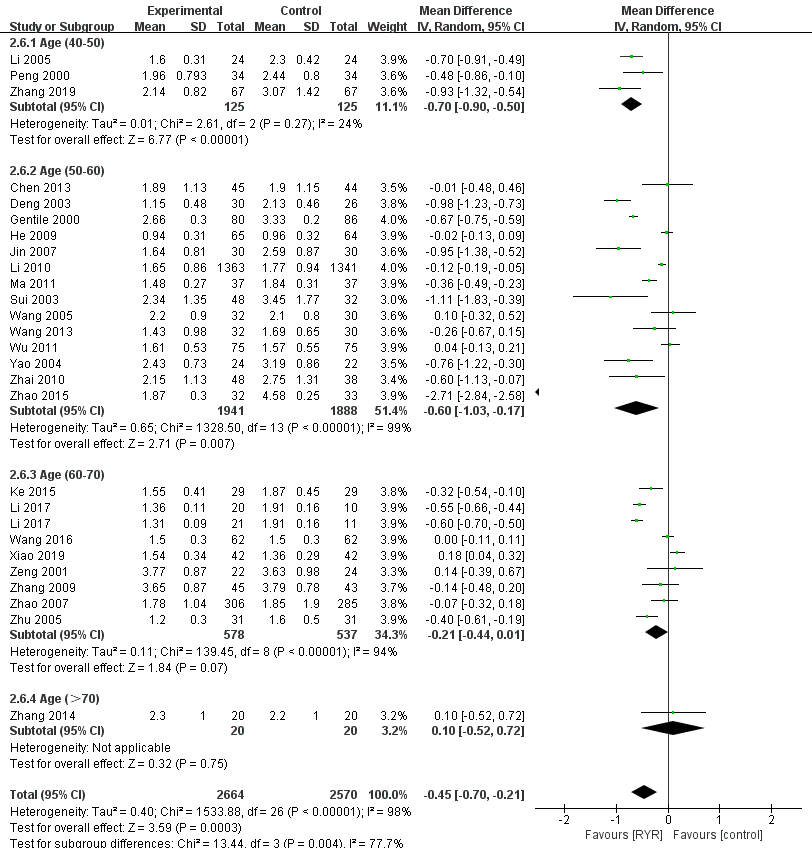 Experimental Control Mean Difference Mean Difference
Study or Subgroup Mean SD Total Mean SD Total Weight IV, Random, 95% CI IV, Random, 95% CI
2.6.1 Age (40-50)
Li 2005 1.6 0.31 24 2.3 0.42 24 3.9% -0.70 [-0.91, -0.49]
Peng 2000 1.96 0.793 34 2.44 0.8 34 3.6% -0.48 [-0.86, -0.10]
Zhang 2019 2.14 0.82 67 3.07 1.42 67 3.5% -0.93 [-1.32, -0.54]
Subtotal (95% CI) 125 125 11.1% -0.70 [-0.90, -0.50]
Heterogeneity: Tau² = 0.01; Chi² = 2.61, df = 2 (P = 0.27); I² = 24%
Test for overall effect: Z = 6.77 (P < 0.00001)
2.6.2 Age (50-60)
Chen 2013 1.89 1.13 45 1.9 1.15 44 3.5% -0.01 [-0.48, 0.46]
Deng 2003 1.15 0.48 30 2.13 0.46 26 3.8% -0.98 [-1.23, -0.73]
Gentile 2000 2.66 0.3 80 3.33 0.2 86 4.0% -0.67 [-0.75, -0.59]
He 2009 0.94 0.31 65 0.96 0.32 64 3.9% -0.02 [-0.13, 0.09]
Jin 2007 1.64 0.81 30 2.59 0.87 30 3.5% -0.95 [-1.38, -0.52]
Li 2010 1.65 0.86 1363 1.77 0.94 1341 4.0% -0.12 [-0.19, -0.05]
Ma 2011 1.48 0.27 37 1.84 0.31 37 3.9% -0.36 [-0.49, -0.23]
Sui 2003 2.34 1.35 48 3.45 1.77 32 2.9% -1.11 [-1.83, -0.39]
Wang 2005 2.2 0.9 32 2.1 0.8 30 3.5% 0.10 [-0.32, 0.52]
Wang 2013 1.43 0.98 32 1.69 0.65 30 3.5% -0.26 [-0.67, 0.15]
Wu 2011 1.61 0.53 75 1.57 0.55 75 3.9% 0.04 [-0.13, 0.21]
Yao 2004 2.43 0.73 24 3.19 0.86 22 3.4% -0.76 [-1.22, -0.30]
Zhai 2010 2.15 1.13 48 2.75 1.31 38 3.3% -0.60 [-1.13, -0.07]
Zhao 2015 1.87 0.3 32 4.58 0.25 33 3.9% -2.71 [-2.84, -2.58]
Subtotal (95% CI) 1941 1888 51.4% -0.60 [-1.03, -0.17]
Heterogeneity: Tau² = 0.65; Chi² = 1328.50, df = 13 (P < 0.00001); I² = 99%
Test for overall effect: Z = 2.71 (P = 0.007)
2.6.3 Age (60-70)
Ke 2015 1.55 0.41 29 1.87 0.45 29 3.8% -0.32 [-0.54, -0.10]
Li 2017 1.36 0.11 20 1.91 0.16 10 3.9% -0.55 [-0.66, -0.44]
Li 2017 1.31 0.09 21 1.91 0.16 11 3.9% -0.60 [-0.70, -0.50]
Wang 2016 1.5 0.3 62 1.5 0.3 62 3.9% 0.00 [-0.11, 0.11]
Xiao 2019 1.54 0.34 42 1.36 0.29 42 3.9% 0.18 [0.04, 0.32]
Zeng 2001 3.77 0.87 22 3.63 0.98 24 3.3% 0.14 [-0.39, 0.67]
Zhang 2009 3.65 0.87 45 3.79 0.78 43 3.6% -0.14 [-0.48, 0.20]
Zhao 2007 1.78 1.04 306 1.85 1.9 285 3.8% -0.07 [-0.32, 0.18]
Zhu 2005 1.2 0.3 31 1.6 0.5 31 3.9% -0.40 [-0.61, -0.19]
Subtotal (95% CI) 578 537 34.3% -0.21 [-0.44, 0.01]
Heterogeneity: Tau² = 0.11; Chi² = 139.45, df = 8 (P < 0.00001); I² = 94%
Test for overall effect: Z = 1.84 (P = 0.07)
2.6.4 Age (>70)
Zhang 2014 2.3 1 20 2.2 1 20 3.2% 0.10 [-0.52, 0.72]
Subtotal (95% CI) 20 20 3.2% 0.10 [-0.52, 0.72]
Heterogeneity: Not applicable
Test for overall effect: Z = 0.32 (P = 0.75)
Total (95% CI) 2664 2570 100.0% -0.45 [-0.70, -0.21]
Heterogeneity: Tau² = 0.40; Chi² = 1533.88, df = 26 (P < 0.00001); I² = 98%
Test for overall effect: Z = 3.59 (P = 0.0003)
Test for subgroup differences: Chi² = 13.44, df = 3 (P = 0.004), I² = 77.7%
-2 -1 0 1 2
Favours [RYR] Favours [control]